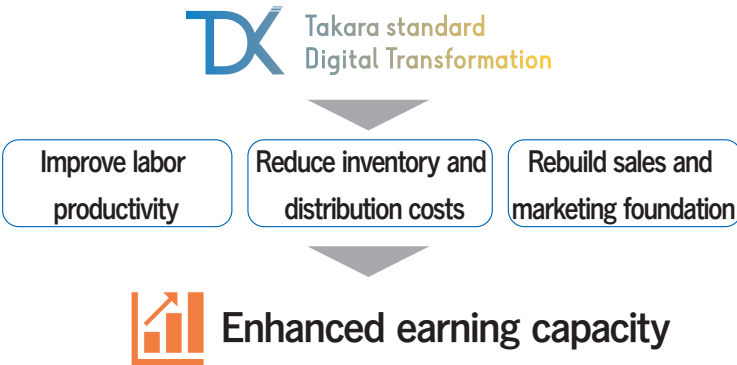 TDX
Takara standard
Digital Transformation
Improve labor
productivity
Reduce inventory and
distribution costs
Rebuild sales and
marketing foundation
Enhanced earning capacity